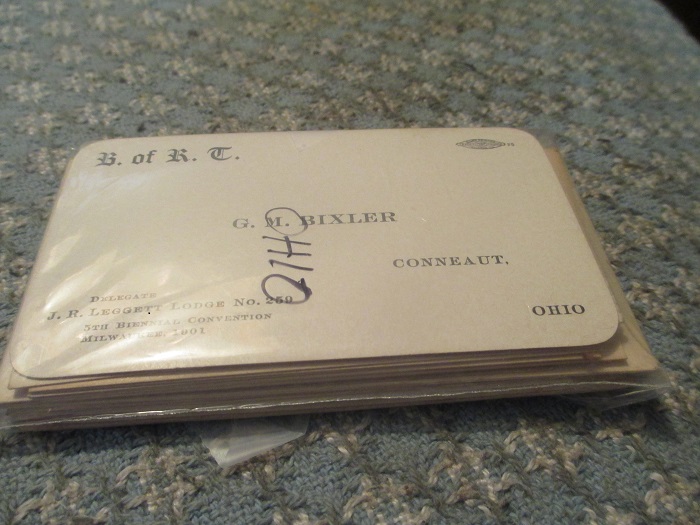 B. of R. T.
G. M. BIXLER
CONNEAUT,
OHIO
DELEGATE
J. R. LEGGETT LODGE NO. 259
5TH BIENNIAL CONVENTION
MILWAUKEE, 1901
OHIO